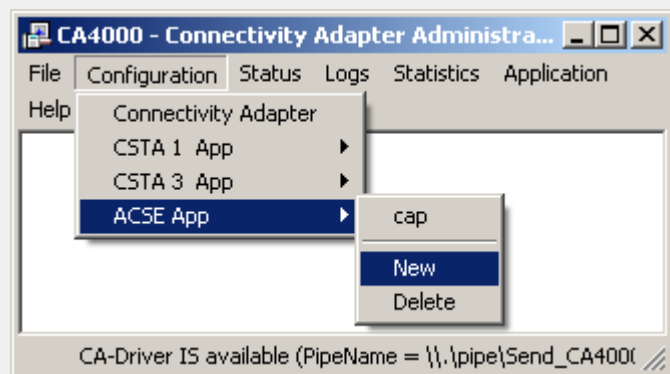 CA4000 - Connectivity Adapter Administra...
File Configuration Status Logs Statistics Application
Help
Connectivity Adapter
CSTA 1 App
CSTA 3 App
ACSE App
cap
New
Delete
CA-Driver IS available (PipeName = \\.\pipe\Send_CA400(